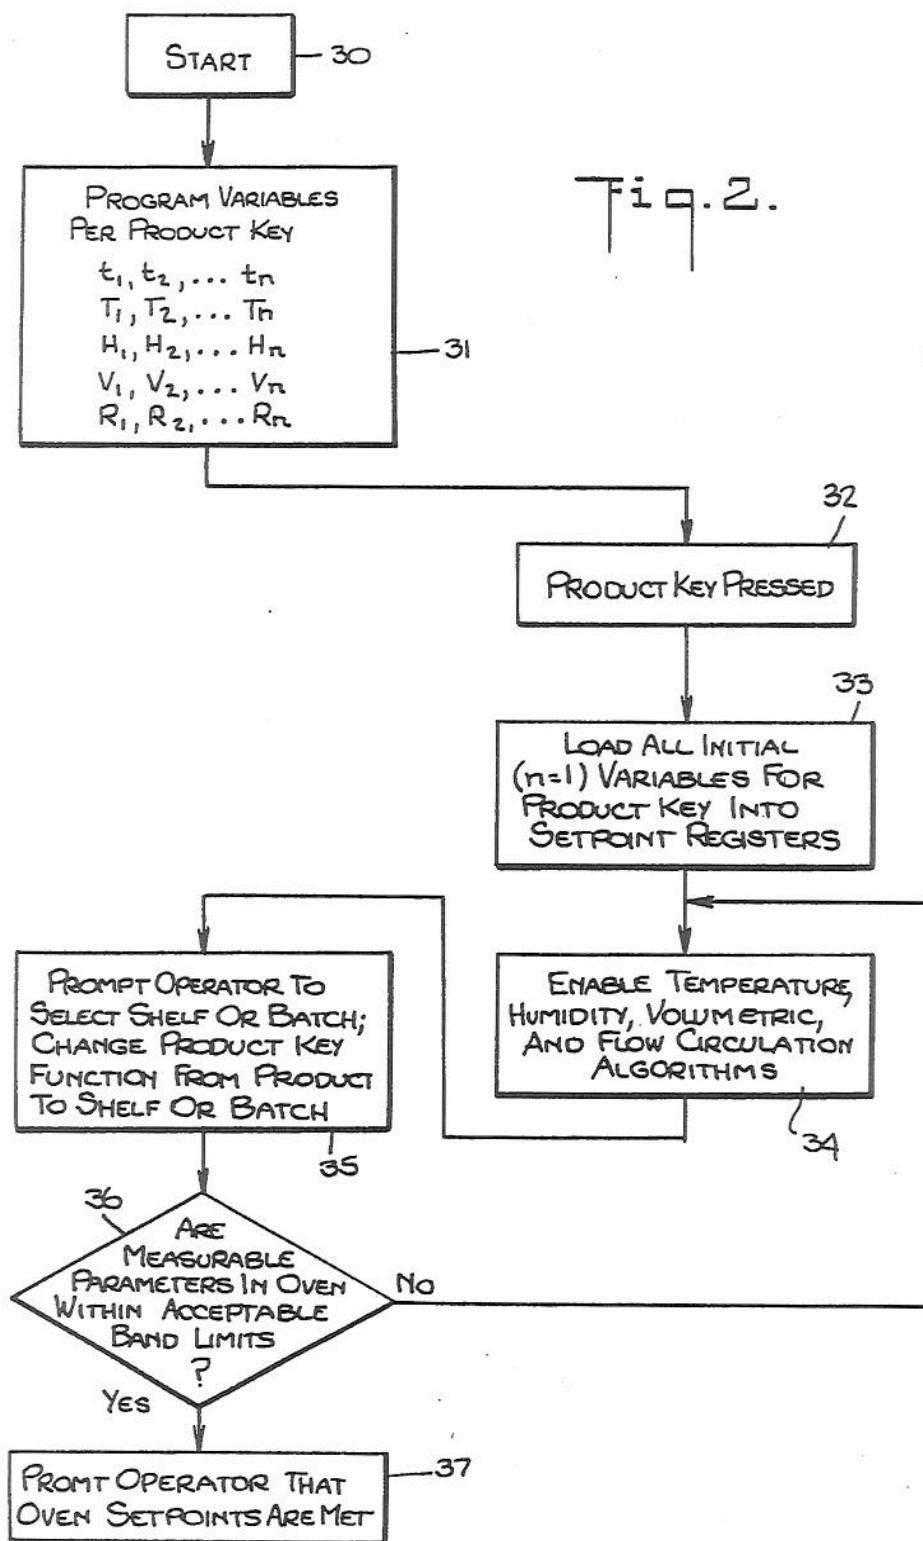 START
30
Fig. 2.
PROGRAM VARIABLES
PER PRODUCT KEY
t₁, t₂, ... tn
T₁, T₂, ... Tn
H₁, H₂, ... Hn
V₁, V₂, ... Vn
R₁, R₂, ... Rn
31
32
PRODUCT KEY PRESSED
33
LOAD ALL INITIAL
(n=1) VARIABLES FOR
PRODUCT KEY INTO
SETPOINT REGISTERS
ENABLE TEMPERATURE,
HUMIDITY, VOLUMETRIC,
AND FLOW CIRCULATION
ALGORITHMS
34
PROMPT OPERATOR TO
SELECT SHELF OR BATCH;
CHANGE PRODUCT KEY
FUNCTION FROM PRODUCT
TO SHELF OR BATCH
35
36
ARE
MEASURABLE
PARAMETERS IN OVEN
WITHIN ACCEPTABLE
BAND LIMITS
?
NO
YES
PROMT OPERATOR THAT
OVEN SETPOINTS ARE MET
37